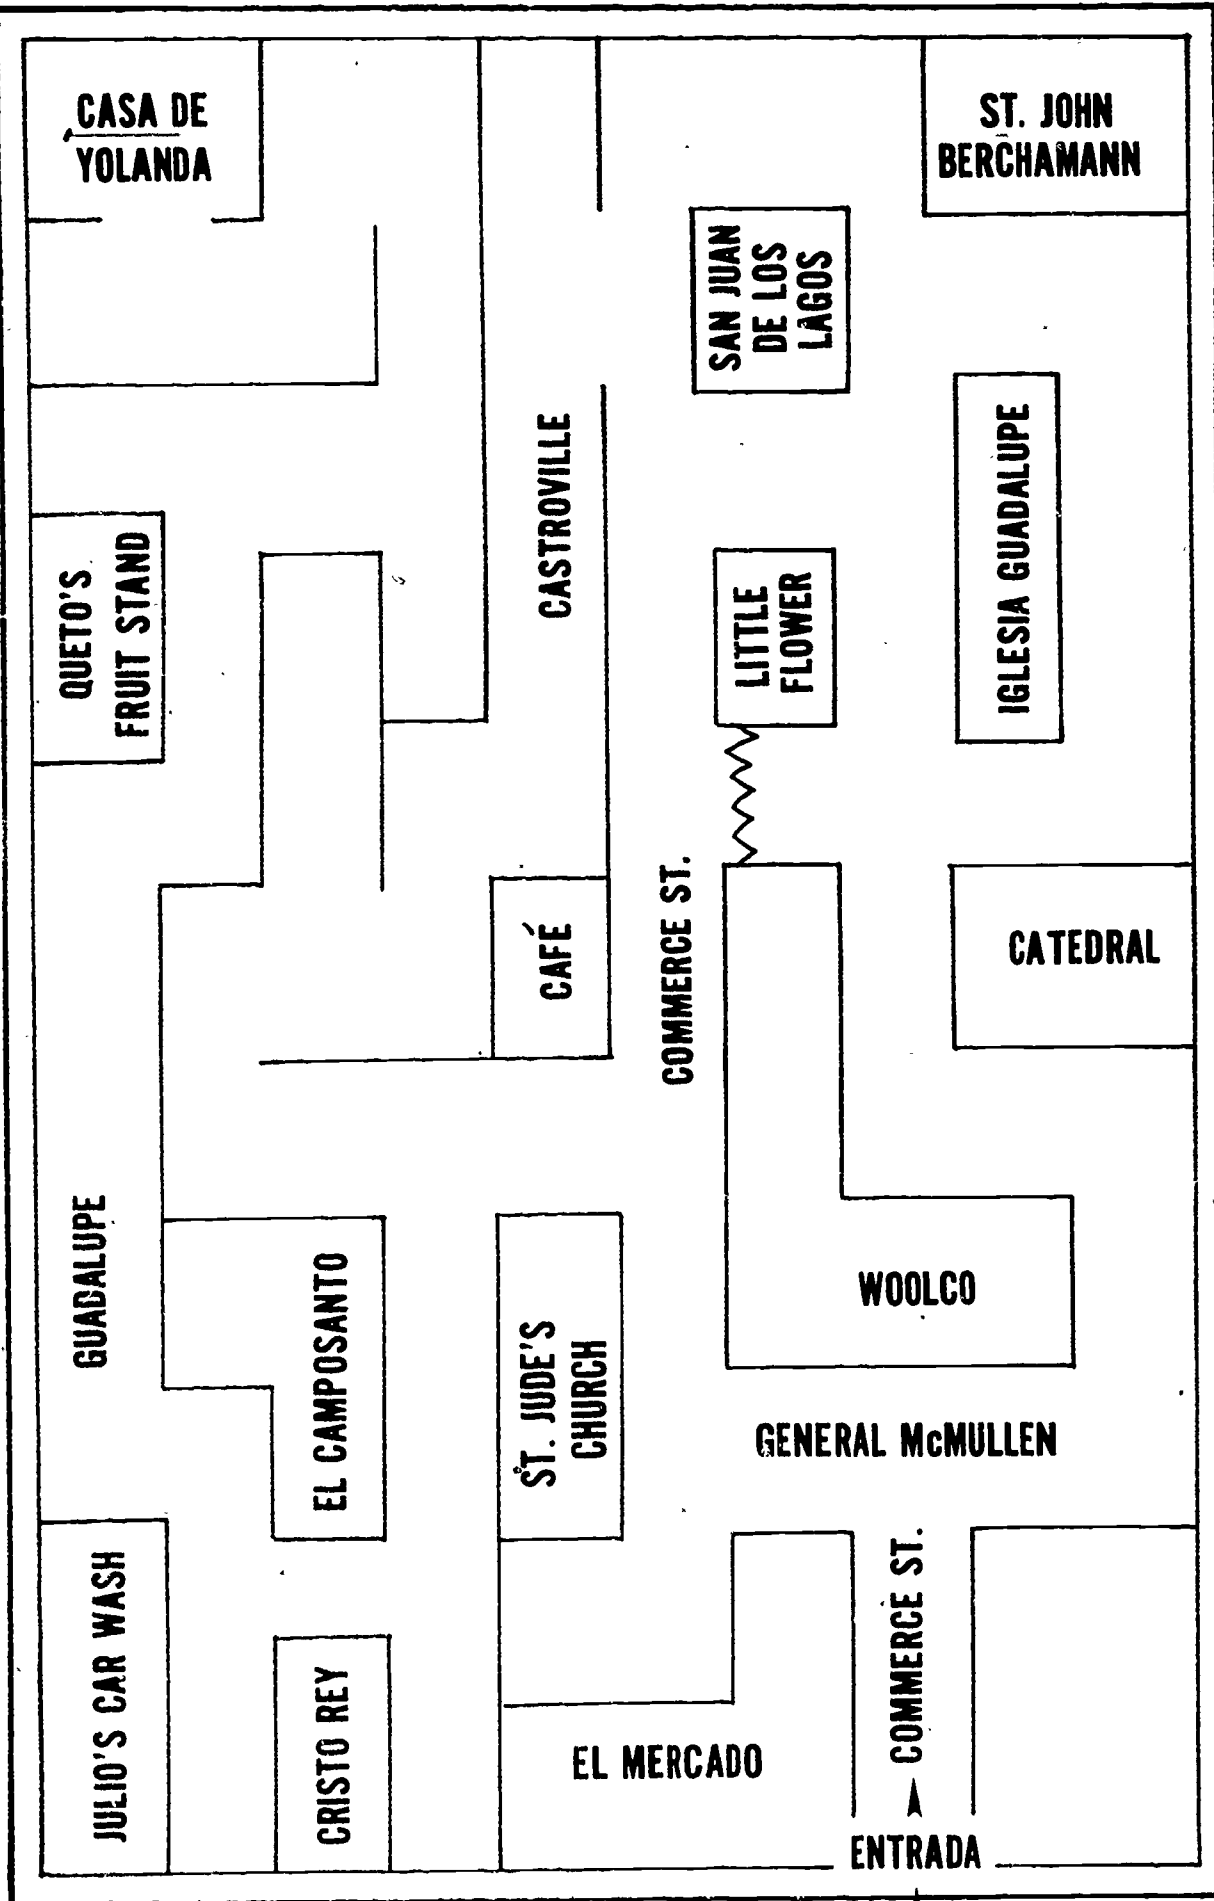 CASA DE
YOLANDA
ST. JOHN
BERCHAMANN
SAN JUAN
DE LOS
LAGOS
QUETO'S
FRUIT STAND
CASTROVILLE
LITTLE
FLOWER
IGLESIA GUADALUPE
CAFÉ
COMMERCE ST.
CATEDRAL
GUADALUPE
EL CAMPOSANTO
ST. JUDE'S
CHURCH
WOOLCO
GENERAL McMULLEN
JULIO'S CAR WASH
CRISTO REY
EL MERCADO
COMMERCE ST.
ENTRADA